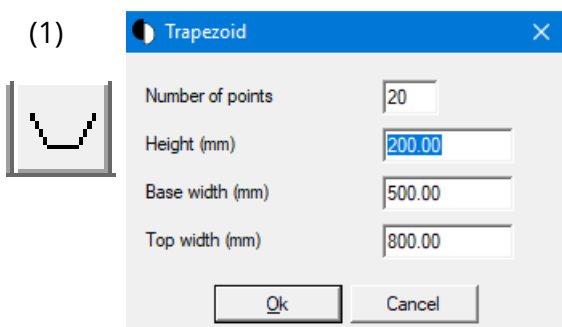 (1)
Trapezoid
Number of points 20
Height (mm) 200.00
Base width (mm) 500.00
Top width (mm) 800.00
Ok Cancel